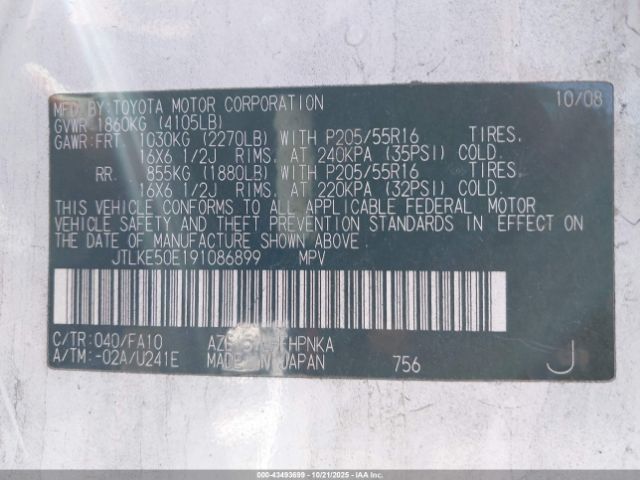 MFD.BY:TOYOTA MOTOR CORPORATION 10/08
GVWR 1860KG (4105LB)
GAWR:FRT. 1030KG (2270LB) WITH P205/55R16 TIRES,
16X6 1/2J RIMS, AT 240KPA (35PSI) COLD.
RR. 855KG (1880LB) WITH P205/55R16 TIRES,
16X6 1/2J RIMS, AT 220KPA (32PSI) COLD.
THIS VEHICLE CONFORMS TO ALL APPLICABLE FEDERAL MOTOR
VEHICLE SAFETY AND THEFT PREVENTION STANDARDS IN EFFECT ON
THE DATE OF MANUFACTURE SHOWN ABOVE.
JTLKE50E191086899 MPV
C/TR: 040/FA10
A/TM: -02A/U241E MADE IN JAPAN 756 J
000-43493699 | 10/21/2025 | IAA Inc.